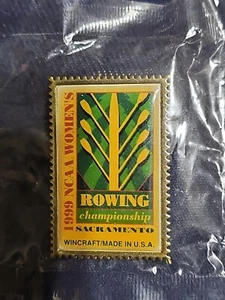 1999 NCAA WOMEN'S
ROWING
championship
SACRAMENTO
WINCRAFT/MADE IN U.S.A.